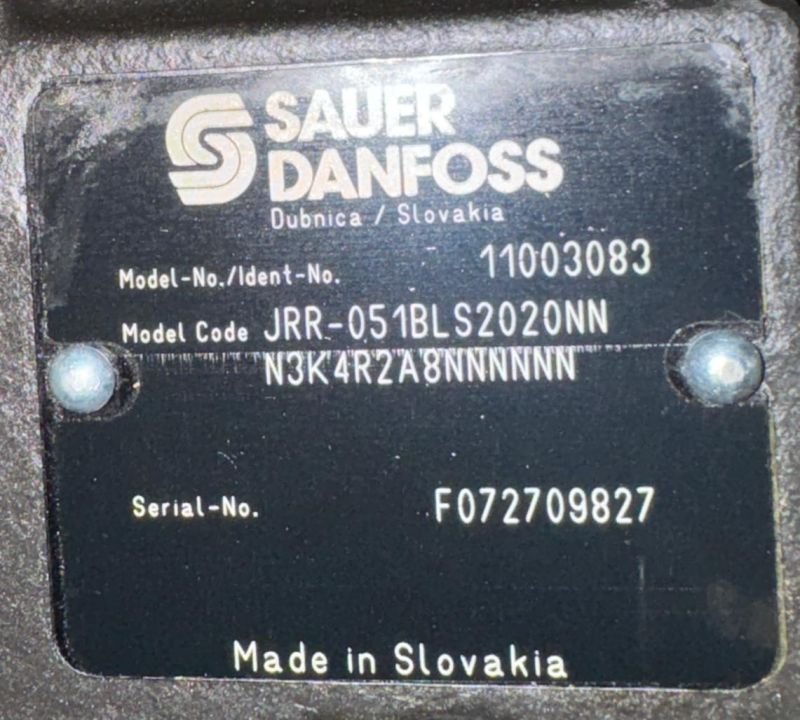 SAUER
DANFOSS
Dubnica / Slovakia
Model-No./Ident-No. 11003083
Model Code JRR-051BLS2020NN
N3K4R2A8NNNNNN
Serial-No. F072709827
Made in Slovakia